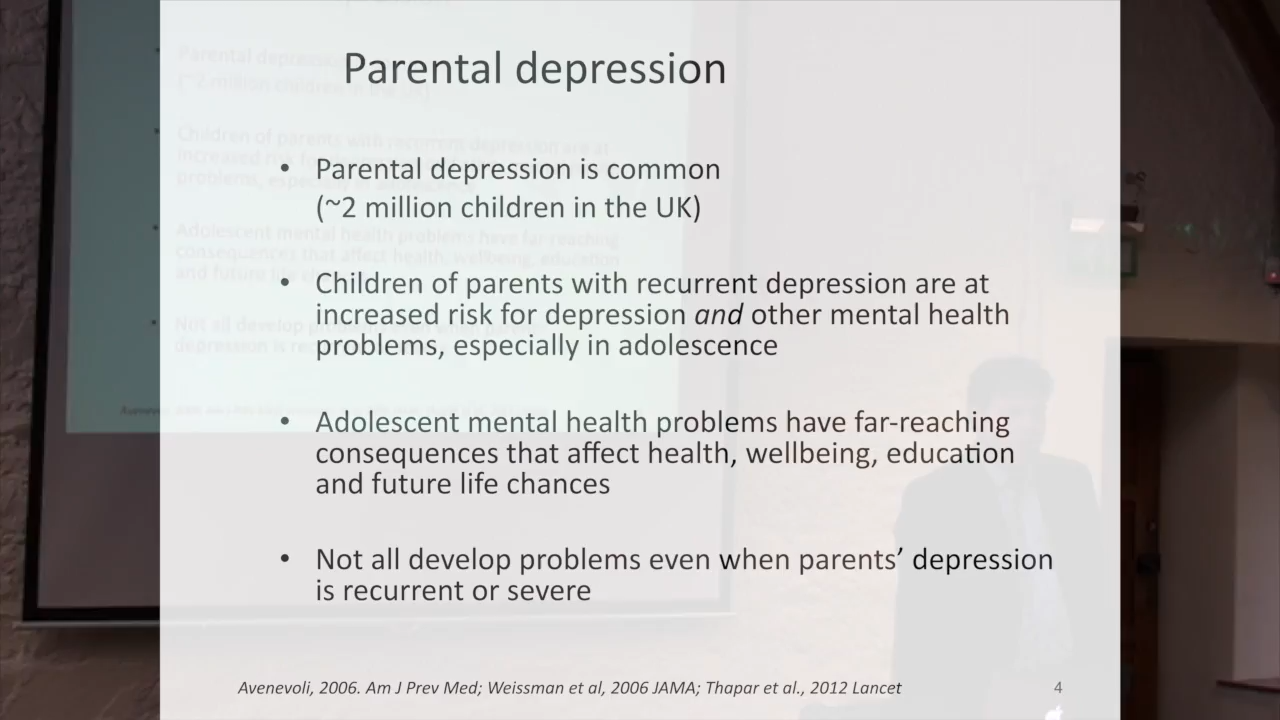 Parental depression
• Parental depression is common
(~2 million children in the UK)
• Children of parents with recurrent depression are at
increased risk for depression and other mental health
problems, especially in adolescence
• Adolescent mental health problems have far-reaching
consequences that affect health, wellbeing, education
and future life chances
• Not all develop problems even when parents’ depression
is recurrent or severe
Avenevoli, 2006. Am J Prev Med; Weissman et al, 2006 JAMA; Thapar et al., 2012 Lancet
4